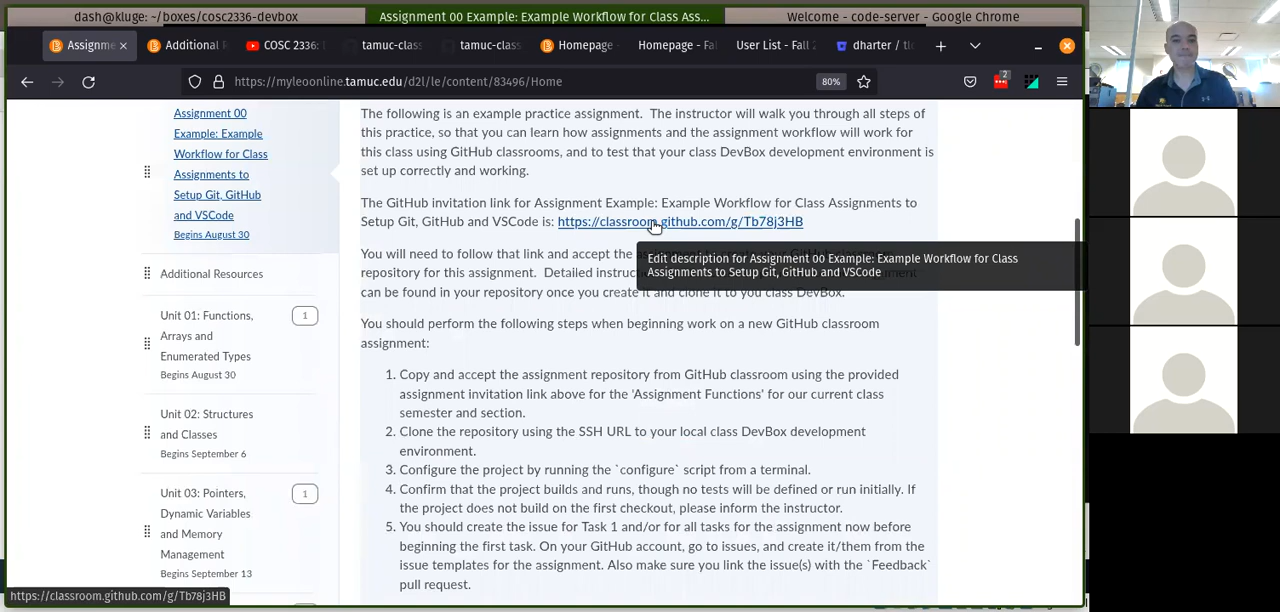 dash@kluge: ~/boxes/cosc2336-devbox
Assignment 00 Example: Example Workflow for Class Ass...
Welcome - code-server - Google Chrome
Assignme
Additional
COSC 2336:
tamuc-class
tamu class
Homepage
Homepage - Fal
User List - Fall 2
dharter / tl
2
https://myleoonline.tamuc.edu/d2l/le/content/83496/Home
80%
Assignment 00
Example: Example
Workflow for Class
Assignments to
Setup Git, GitHub
and VSCode
Begins August 30
Additional Resources
Unit 01: Functions,
Arrays and
Enumerated Types
Begins August 30
1
Unit 02: Structures
and Classes
Begins September 6
Unit 03: Pointers,
Dynamic Variables
and Memory
Management
Begins September 13
1
The following is an example practice assignment. The instructor will walk you through all steps of
this practice, so that you can learn how assignments and the assignment workflow will work for
this class using GitHub classrooms, and to test that your class DevBox development environment is
set up correctly and working.
The GitHub invitation link for Assignment Example: Example Workflow for Class Assignments to
Setup Git, GitHub and VSCode is: https://classroom.github.com/g/Tb78j3HB
You will need to follow that link and accept the
repository for this assignment. Detailed instruc
can be found in your repository once you create it and clone it to you class DevBox.
Edit description for Assignment 00 Example: Example Workflow for Class
Assignments to Setup Git, GitHub and VSCode
You should perform the following steps when beginning work on a new GitHub classroom
assignment:
1. Copy and accept the assignment repository from GitHub classroom using the provided
assignment invitation link above for the 'Assignment Functions' for our current class
semester and section.
2. Clone the repository using the SSH URL to your local class DevBox development
environment.
3. Configure the project by running the `configure` script from a terminal.
4. Confirm that the project builds and runs, though no tests will be defined or run initially. If
the project does not build on the first checkout, please inform the instructor.
5. You should create the issue for Task 1 and/or for all tasks for the assignment now before
beginning the first task. On your GitHub account, go to issues, and create it/them from the
issue templates for the assignment. Also make sure you link the issue(s) with the `Feedback`
pull request.
https://classroom.github.com/g/Tb78j3HB